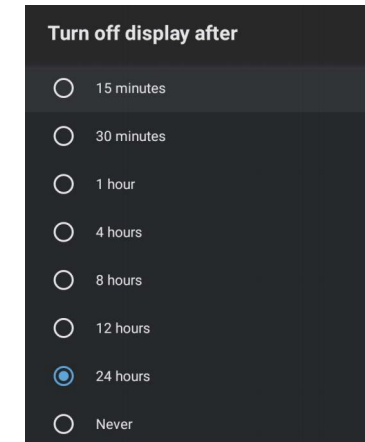 Turn off display after
15 minutes
30 minutes
1 hour
4 hours
8 hours
12 hours
24 hours
Never